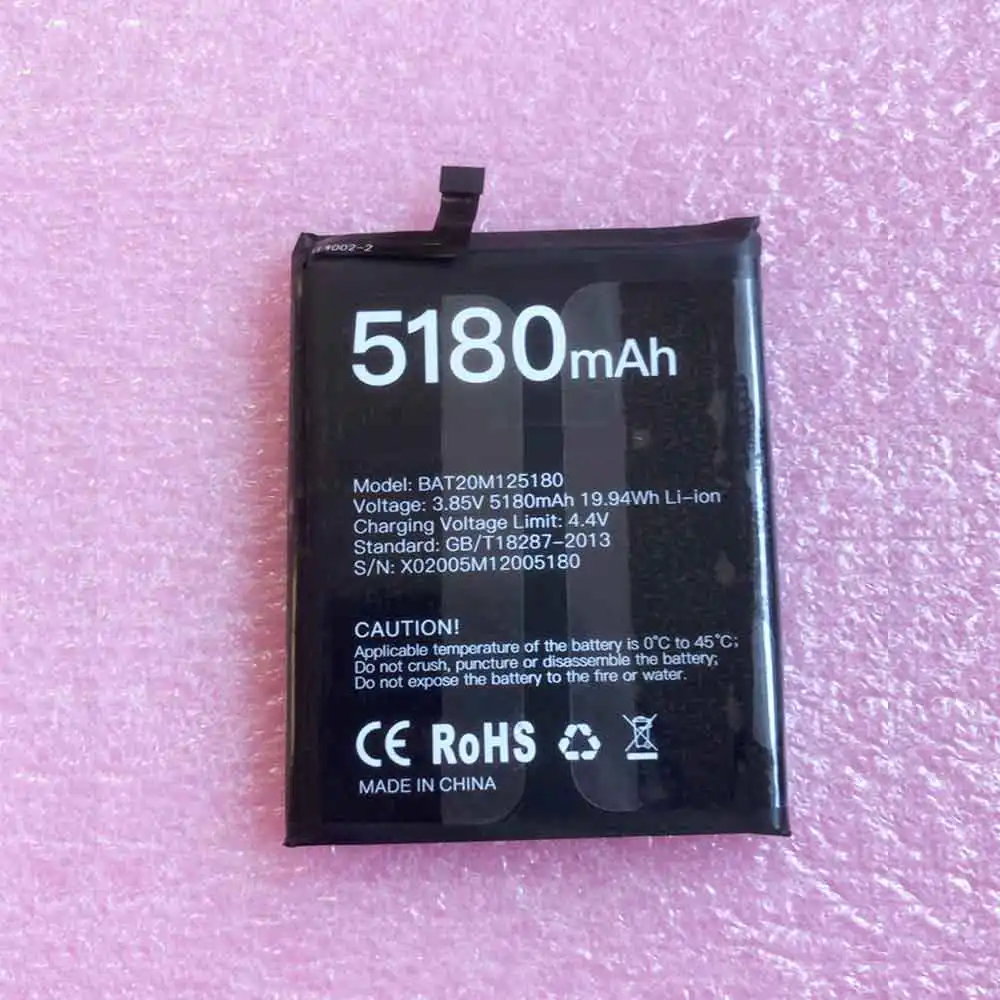 4002-2
5180mAh
Model: BAT20M125180
Voltage: 3.85V 5180mAh 19.94Wh Li-ion
Charging Voltage Limit: 4.4V
Standard: GB/T18287-2013
S/N: X02005M12005180
CAUTION!
Applicable temperature of the battery is 0°C to 45°C;
Do not crush, puncture or disassemble the battery;
Do not expose the battery to the fire or water.
CE RoHS
MADE IN CHINA